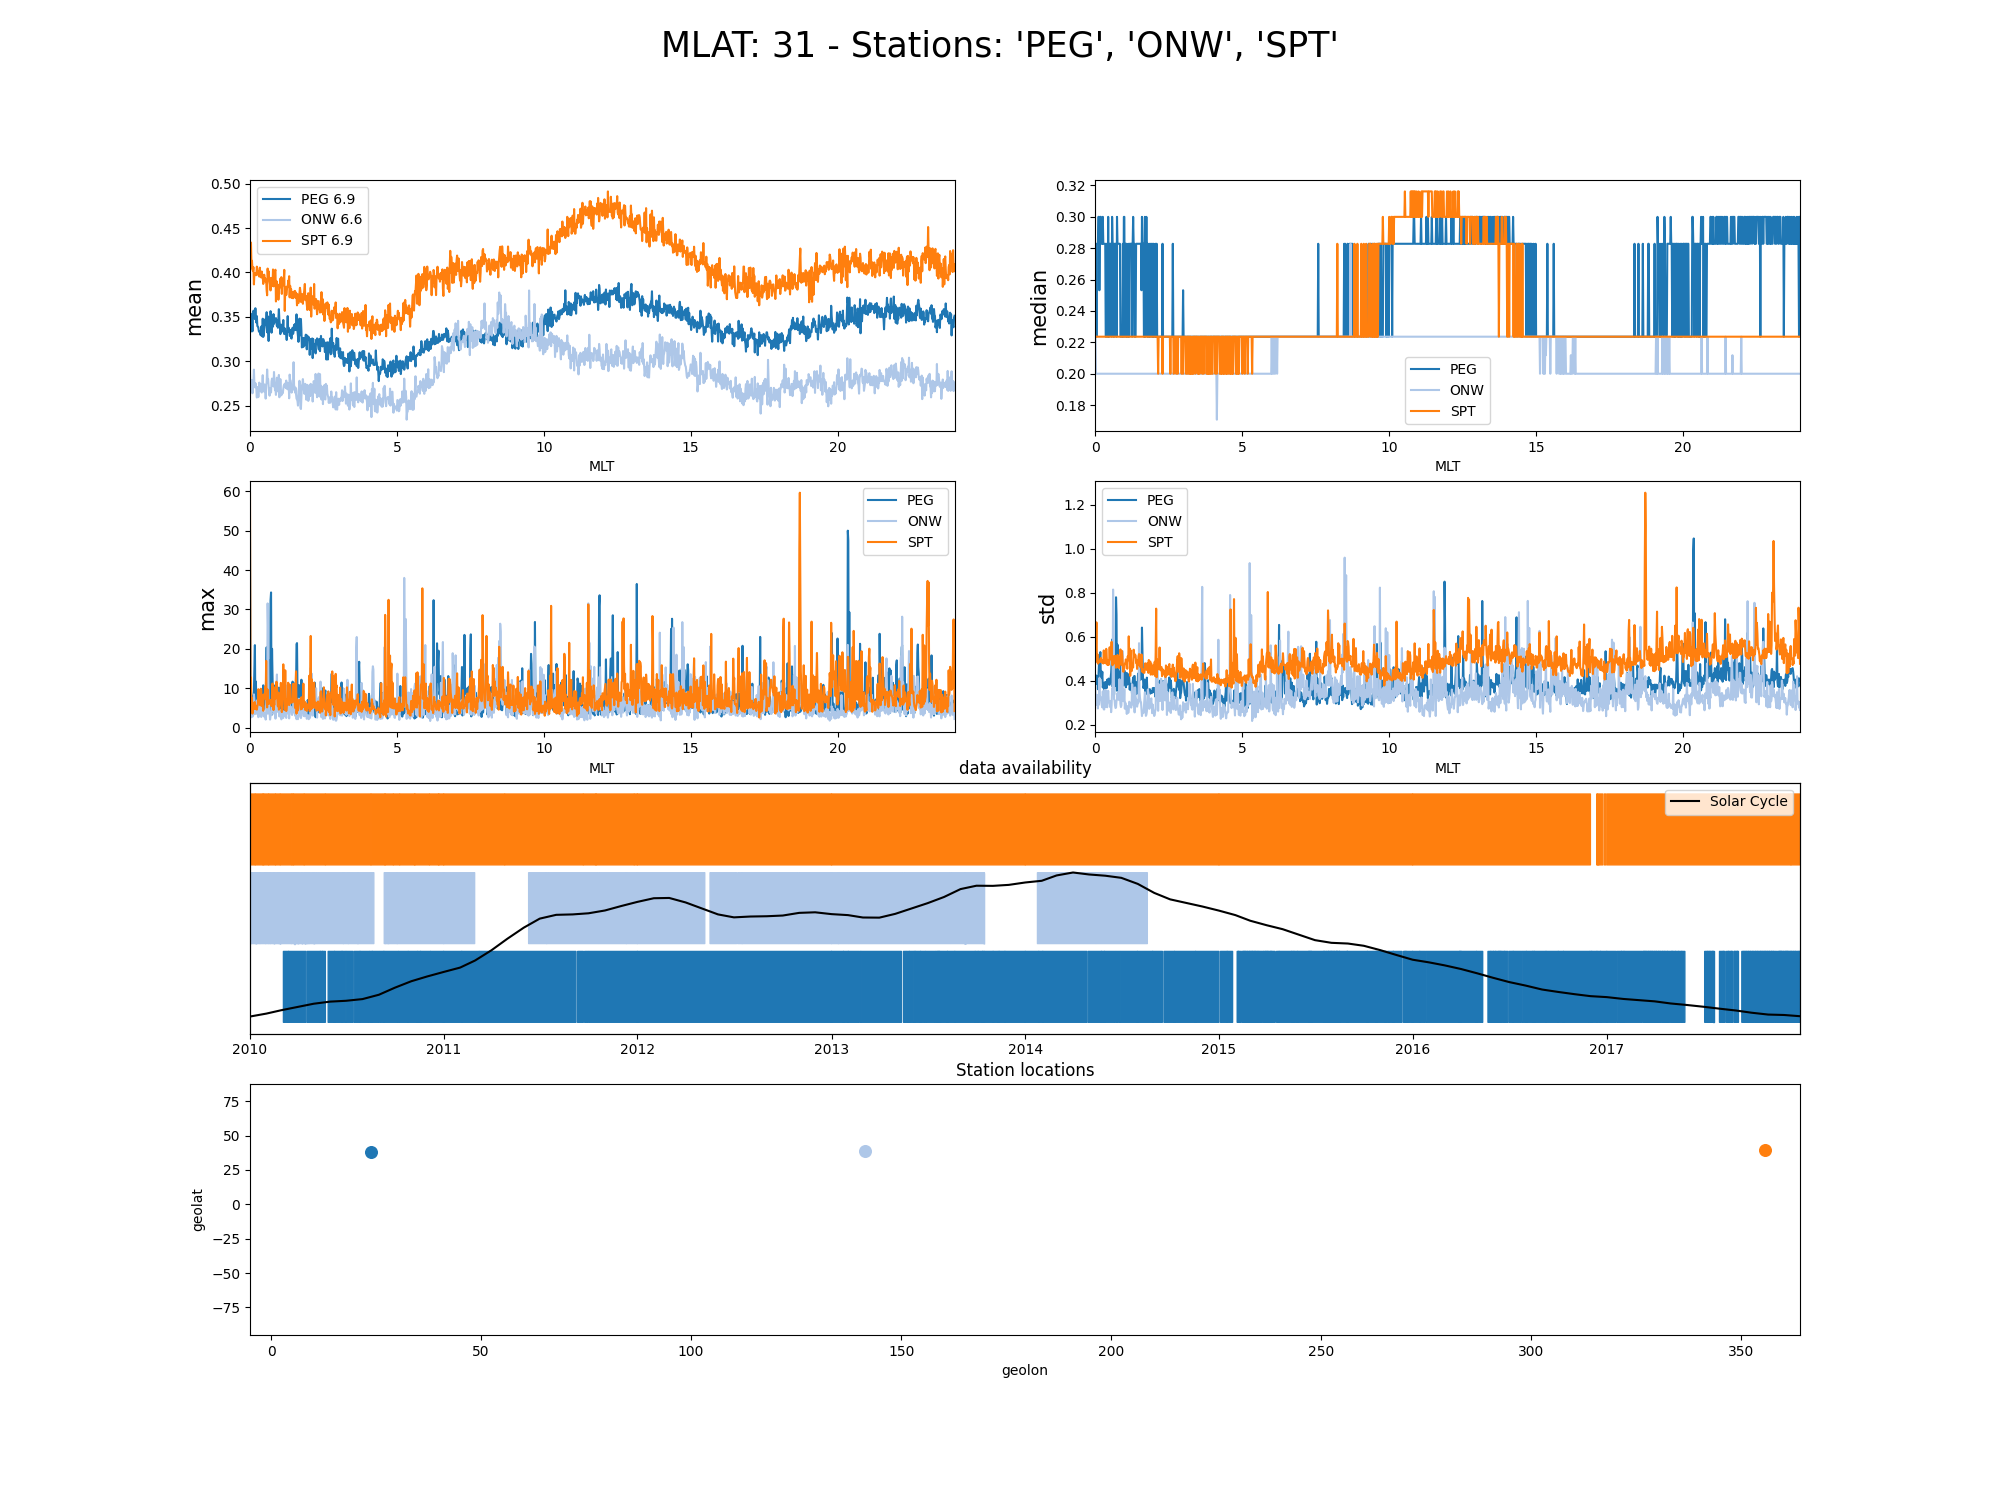 MLAT: 31 - Stations: 'PEG', 'ONW', 'SPT'
mean
0.50
0.45
0.40
0.35
0.30
0.25
PEG 6.9
ONW 6.6
SPT 6.9
0 5 10 15 20
MLT
median
0.32
0.30
0.28
0.26
0.24
0.22
0.20
0.18
PEG
ONW
SPT
0 5 10 15 20
MLT
max
60
50
40
30
20
10
0
PEG
ONW
SPT
0 5 10 15 20
MLT
std
1.2
1.0
0.8
0.6
0.4
0.2
PEG
ONW
SPT
0 5 10 15 20
MLT
data availability
Solar Cycle
2010 2011 2012 2013 2014 2015 2016 2017
Station locations
geolat
75
50
25
0
−25
−50
−75
0 50 100 150 200 250 300 350
geolon